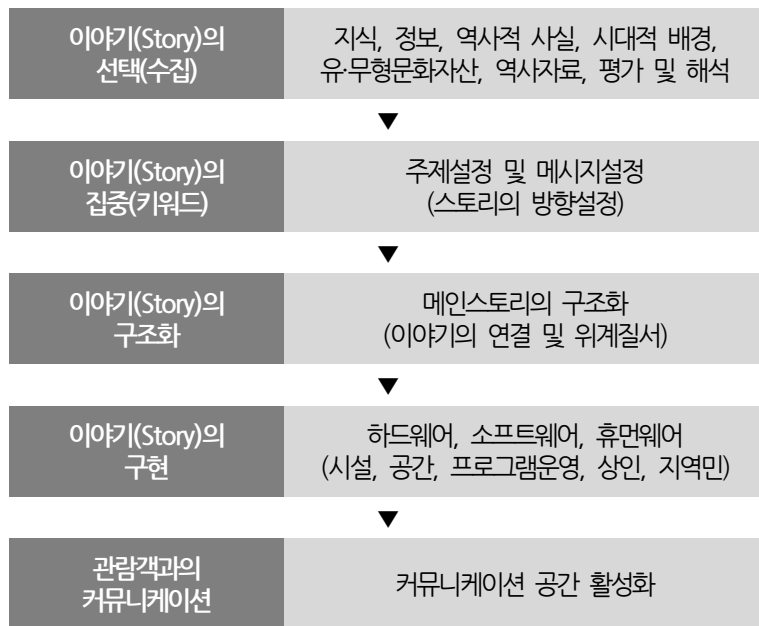 이야기(Story)의
선택(수집)
지식, 정보, 역사적 사실, 시대적 배경,
유·무형문화자산, 역사자료, 평가 및 해석
▼
이야기(Story)의
집중(키워드)
주제설정 및 메시지설정
(스토리의 방향설정)
▼
이야기(Story)의
구조화
메인스토리의 구조화
(이야기의 연결 및 위계질서)
▼
이야기(Story)의
구현
하드웨어, 소프트웨어, 휴먼웨어
(시설, 공간, 프로그램운영, 상인, 지역민)
▼
관람객과의
커뮤니케이션
커뮤니케이션 공간 활성화